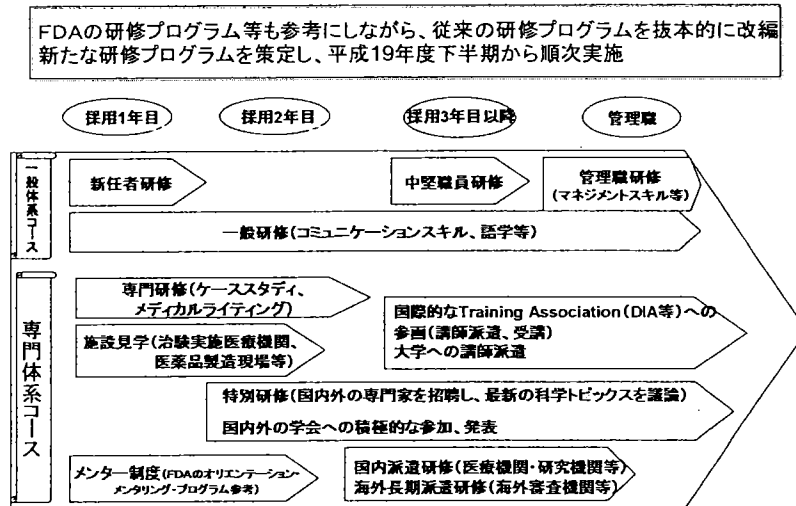 FDAの研修プログラム等も参考にしながら、従来の研修プログラムを抜本的に改編
新たな研修プログラムを策定し、平成19年度下半期から順次実施
採用1年目
採用2年目
採用3年目以降
管理職
一般体系コース
新任者研修
中堅職員研修
管理職研修
(マネジメントスキル等)
一般研修(コミュニケーションスキル、語学等)
専門体系コース
専門研修(ケーススタディ、
メディカルライティング)
施設見学(治験実施医療機関、
医薬品製造現場等)
国際的なTraining Association(DIA等)への
参画(講師派遣、受講)
大学への講師派遣
特別研修(国内外の専門家を招聘し、最新の科学トピックスを議論)
国内外の学会への積極的な参加、発表
メンター制度(FDAのオリエンテーション・
メンタリング・プログラム参考)
国内派遣研修(医療機関・研究機関等)
海外長期派遣研修(海外審査機関等)